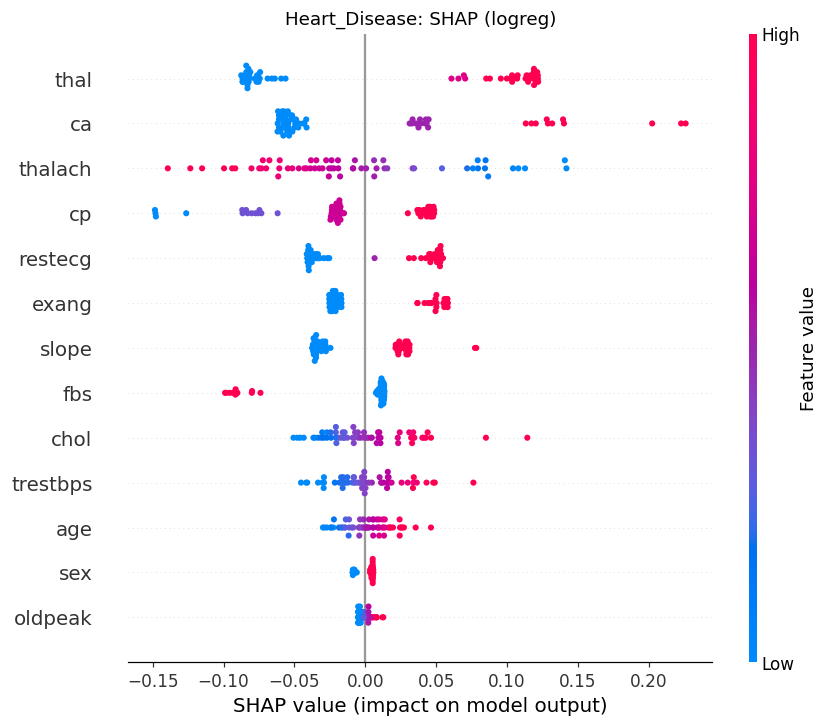 Heart_Disease: SHAP (logreg)
High
thal
ca
thalach
cp
restecg
exang
slope
fbs
chol
trestbps
age
sex
oldpeak
Feature value
Low
−0.15 −0.10 −0.05 0.00 0.05 0.10 0.15 0.20
SHAP value (impact on model output)